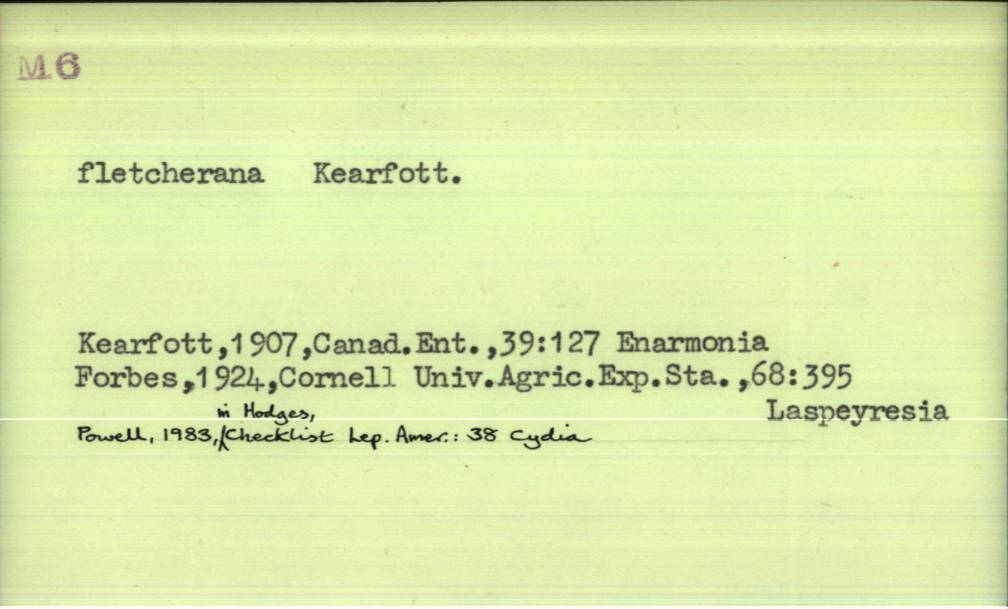 M6
fletcherana Kearfott.
Kearfott,1907,Canad.Ent.,39:127 Enarmonia
Forbes,1924,Cornell Univ.Agric.Exp.Sta.,68:395
Laspeyresia
in Hodges,
Powell, 1983, Checklist Lep. Amer.: 38 Cydia